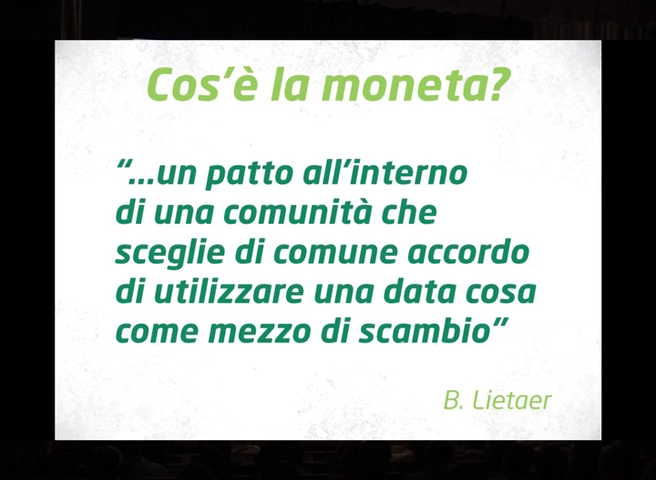 Cos'è la moneta?
“...un patto all'interno
di una comunità che
sceglie di comune accordo
di utilizzare una data cosa
come mezzo di scambio”
B. Lietaer